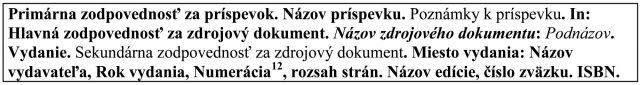 Primárna zodpovednosť za príspevok. Názov príspevku. Poznámky k príspevku. In:
Hlavná zodpovednosť za zdrojový dokument. Názov zdrojového dokumentu: Podnázov.
Vydanie. Sekundárna zodpovednosť za zdrojový dokument. Miesto vydania: Názov
vydavateľa, Rok vydania, Numerácia¹², rozsah strán. Názov edície, číslo zväzku. ISBN.